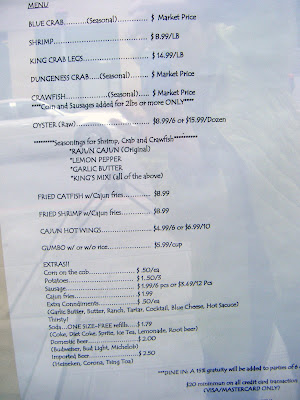 MENU
BLUE CRAB.........(Seasonal)............ $ Market Price
SHRIMP............................................ $ 8.99/LB
KING CRAB LEGS.............................. $ 14.99/LB
DUNGENESS CRAB.....(Seasonal)......... $ Market Price
CRAWFISH..............(Seasonal)..... $ Market Price
****Corn and Sausages added for 2lbs or more ONLY****
OYSTER (Raw)................................ $8.99/6 or $15.99/Dozen
*********Seasonings for Shrimp, Crab and Crawfish**********
*RAJUN CAJUN (Original)
*LEMON PEPPER
*GARLIC BUTTER
*KING'S MIX! (all of the above)
FRIED CATFISH w/Cajun fries............ $8.99
FRIED SHRIMP w/Cajun fries............ $8.99
CAJUN HOT WINGS........................ $4.99/6 or $6.99/10
GUMBO w/ or w/o rice.................. $5.99/cup
EXTRAS!!
Corn on the cob.................... $ .50/ea
Potatoes.............................. $ 1.50/3
Sausage.............................. $ 1.99/6 pcs or $3.69/12 Pcs
Cajun fries.......................... $ 1.99
Extra Condiments.................. $ .50/ea
(Garlic Butter, Butter, Ranch, Tartar, Cocktail, Blue Cheese, Hot Sauce)
Thirsty!
Soda...ONE SIZE-FREE refills.... $ 1.79
(Coke, Diet Coke, Sprite, Ice Tea, Lemonade, Root beer)
Domestic Beer...................... $ 2.00
(Budweiser, Bud Light, Michelob)
Imported Beer...................... $ 2.50
(Heineken, Corona, Tsing Tao)
***DINE IN: A 15% gratuity will be added to parties of 6
$20 minimum on all credit card transaction
(VISA/MASTERCARD ONLY)